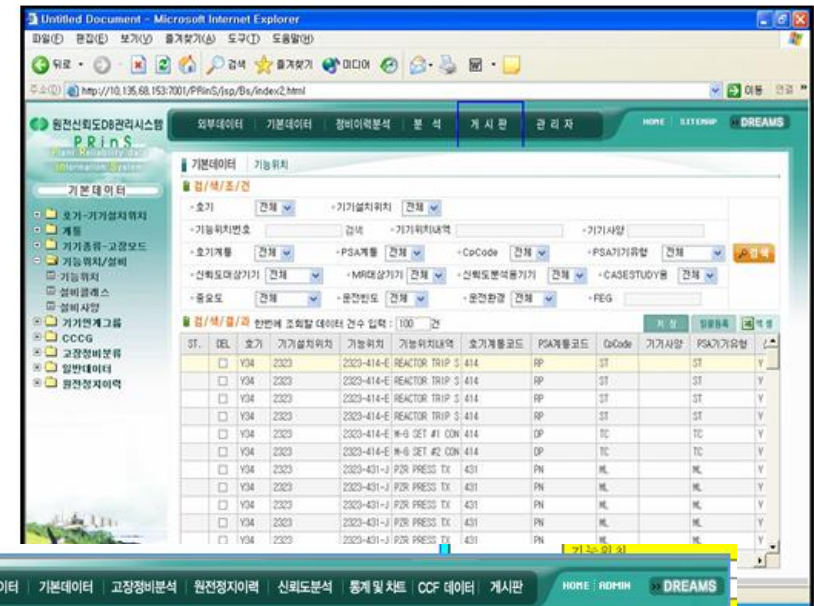 Untitled Document - Microsoft Internet Explorer
파일(F) 편집(E) 보기(V) 즐겨찾기(A) 도구(T) 도움말(H)
뒤로 검색 즐겨찾기 미디어
주소(D) http://10,135,68,153:7001/PRinS/jsp/Bs/index2.html 이동 연결 »
원전신뢰도DB관리시스템 외부데이터 기본데이터 정비이력분석 분 석 게 시 판 관 리 자 HOME SITEMAP DREAMS
PRinS
Plant Reliability data
Information System
기본데이터 기능위치
기본데이터
검/색/조/건
호기-기기설치위치
계통
기기종류-고장모드
기능위치/설비
기능위치
설비클래스
설비사양
기기연계그룹
CCCG
고장정비분류
일반데이터
원전정지이력
호기 전체 기기설치위치 전체
기능위치번호 검색 기기위치내역 기기사양
호기계통 전체 PSA계통 전체 CpCode 전체 PSA기기유형 전체 검색
신뢰도대상기기 전체 MR대상기기 전체 신뢰도분석용기기 전체 CASESTUDY용 전체
중요도 전체 운전빈도 전체 운전환경 전체 FEG
검/색/결/과 한번에 조회할 데이터 건수 입력 : 100 건 저 장 일괄등록 엑 셀
ST. DEL 호기 기기설치위치 기능위치 기능위치내역 호기계통코드 PSA계통코드 CpCode 기기사양 PSA기기유형
Y34 2323 2323-414-E REACTOR TRIP S 414 RP ST ST Y
Y34 2323 2323-414-E REACTOR TRIP S 414 RP ST ST Y
Y34 2323 2323-414-E REACTOR TRIP S 414 RP ST ST Y
Y34 2323 2323-414-E REACTOR TRIP S 414 RP ST ST Y
Y34 2323 2323-414-E M-G SET #1 CON 414 DP TC TC Y
Y34 2323 2323-414-E M-G SET #2 CON 414 DP TC TC Y
Y34 2323 2323-431-J PZR PRESS TX 431 PN ML ML Y
Y34 2323 2323-431-J PZR PRESS TX 431 PN ML ML Y
Y34 2323 2323-431-J PZR PRESS TX 431 PN ML ML Y
Y34 2323 2323-431-J PZR PRESS TX 431 PN ML ML Y
기능위치
이터 기본데이터 고장정비분석 원전정지이력 신뢰도분석 통계 및 차트 CCF 데이터 게시판 HOME ADMIN DREAMS